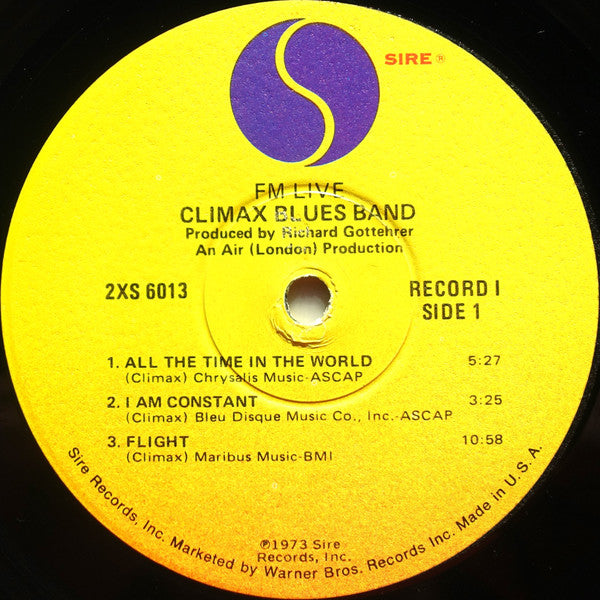 SIRE®
FM LIVE
CLIMAX BLUES BAND
Produced by Richard Gottehrer
An Air (London) Production
2XS 6013
RECORD I
SIDE 1
1. ALL THE TIME IN THE WORLD 5:27
(Climax) Chrysalis Music-ASCAP
2. I AM CONSTANT 3:25
(Climax) Bleu Disque Music Co., Inc.-ASCAP
3. FLIGHT 10:58
(Climax) Maribus Music-BMI
℗1973 Sire
Records, Inc.
Sire Records, Inc. Marketed by Warner Bros. Records Inc. Made in U.S.A.